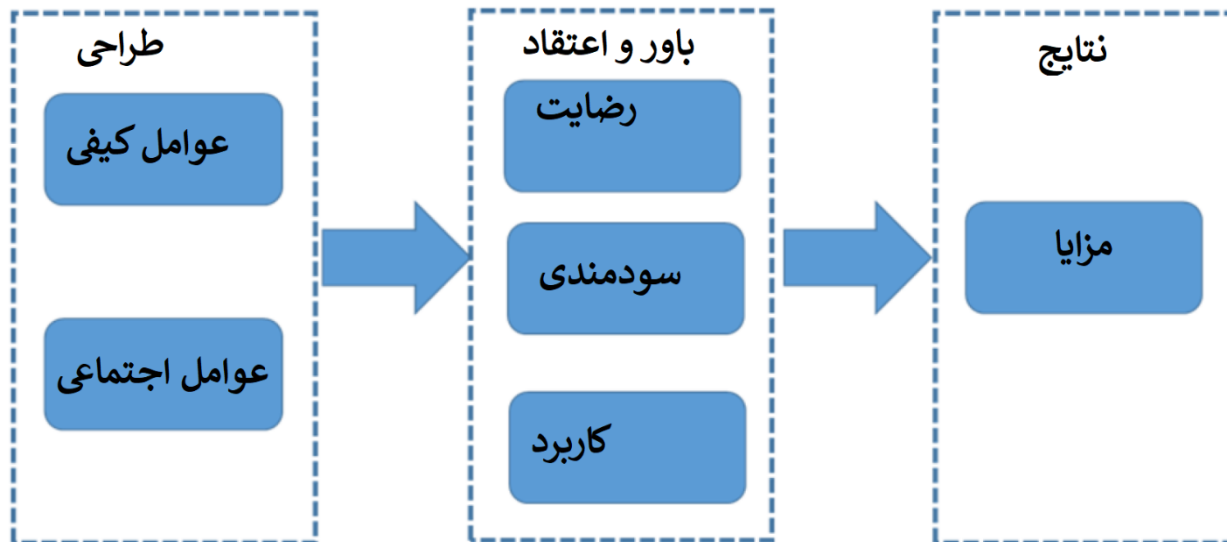 طراحی
عوامل کیفی
عوامل اجتماعی
باور و اعتقاد
رضایت
سودمندی
کاربرد
نتایج
مزایا